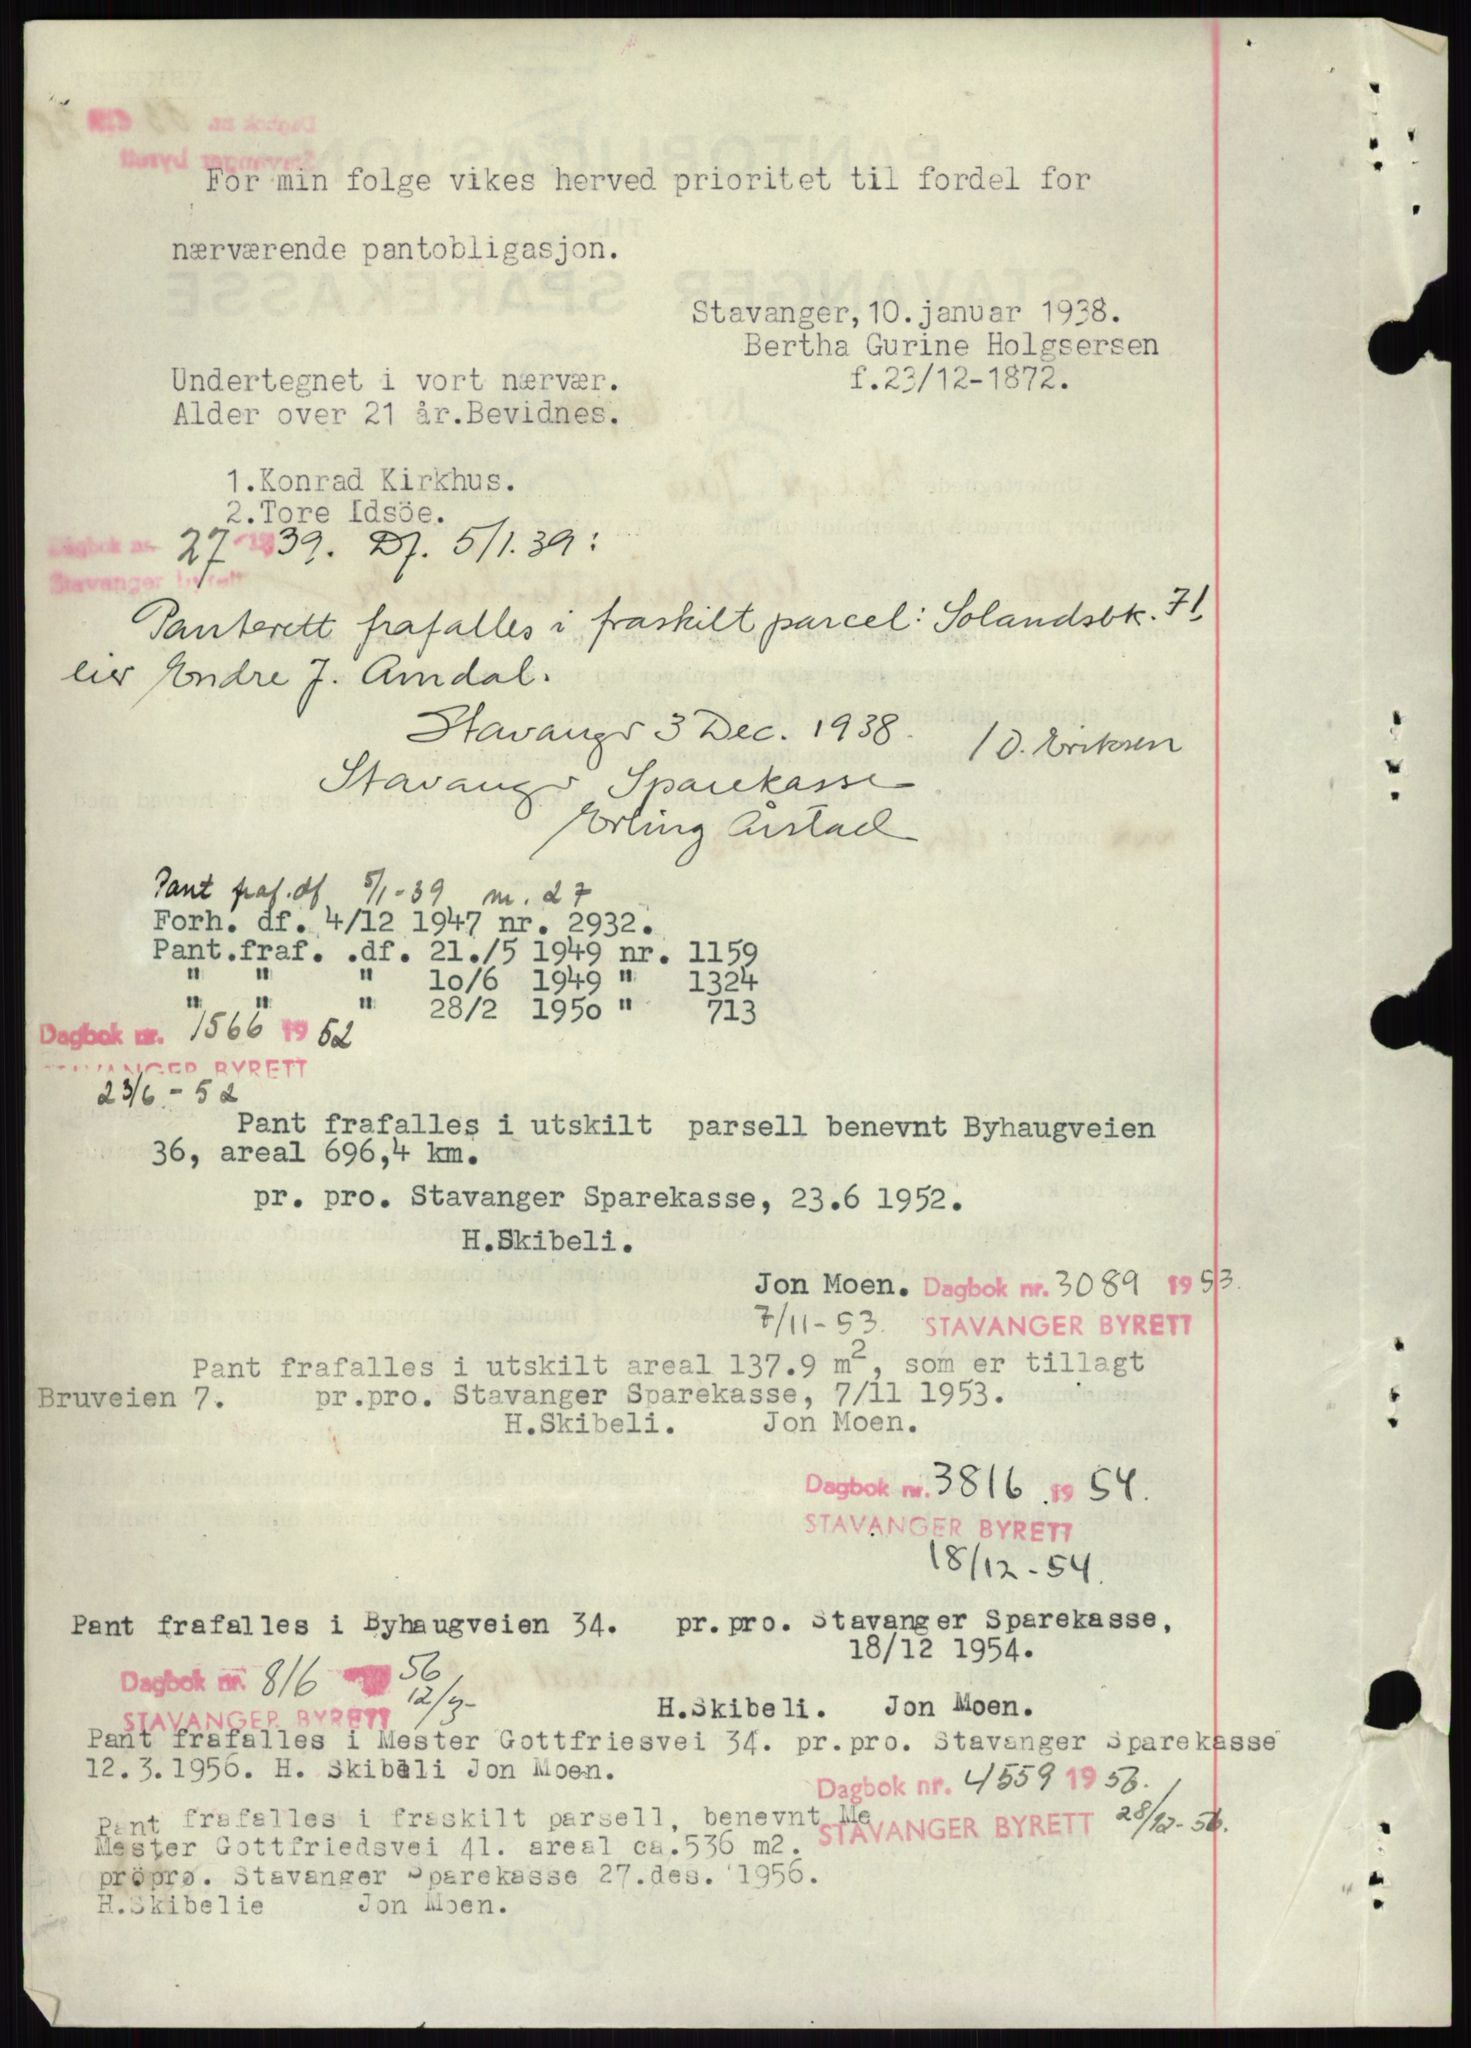 For min folge vikes herved prioritet til fordel for
nærværende pantobligasjon.
Stavanger, 10.januar 1938.
Bertha Gurine Holgsersen
f.23/12-1872.
Undertegnet i vort nærvær.
Alder over 21 år.Bevidnes.
1.Konrad Kirkhus.
2.Tore Idsöe.
Dagbok nr. 27 1939. Df. 5/1.39:
Stavanger byrett
Panterett frafalles i fraskilt parcel: Solandsbk. 71
eier Endre J. Amdal.
Stavanger 3 Dec. 1938.
Stavanger Sparekasse
Erling Årstad
/ O. Eriksen
Pant fraf. df 5/1-39 nr. 27
Forh. df. 4/12 1947 nr. 2932.
Pant.fraf. .df. 21./5 1949 nr. 1159
" " " 10/6 1949 " 1324
" " " 28/2 1950 " 713
Dagbok nr. 1566 1952
STAVANGER BYRETT
23/6 - 52
Pant frafalles i utskilt parsell benevnt Byhaugveien
36, areal 696,4 km.
pr. pro. Stavanger Sparekasse, 23.6 1952.
H.Skibeli.
Jon Moen.
Dagbok nr. 3089 1953.
7/11-53.
STAVANGER BYRETT
Pant frafalles i utskilt areal 137.9 m2, som er tillagt
Bruveien 7. pr.pro. Stavanger Sparekasse, 7/11 1953.
H.Skibeli. Jon Moen.
Dagbok nr. 3816 1954.
STAVANGER BYRETT
18/12-54.
Pant frafalles i Byhaugveien 34. pr.pro. Stavanger Sparekasse,
18/12 1954.
Dagbok nr. 816 56
12/3-
STAVANGER BYRETT
H.Skibeli. Jon Moen.
Pant frafalles i Mester Gottfriesvei 34. pr.pro. Stavanger Sparekasse
12.3.1956. H. Skibeli Jon Moen.
Dagbok nr. 4559 1956.
STAVANGER BYRETT 28/12-56.
Pant frafalles i fraskilt parsell, benevnt Me
Mester Gottfriedsvei 41. areal ca.536 m2.
pröpro. Stavanger Sparekasse 27.des. 1956.
H.Skibelie Jon Moen.